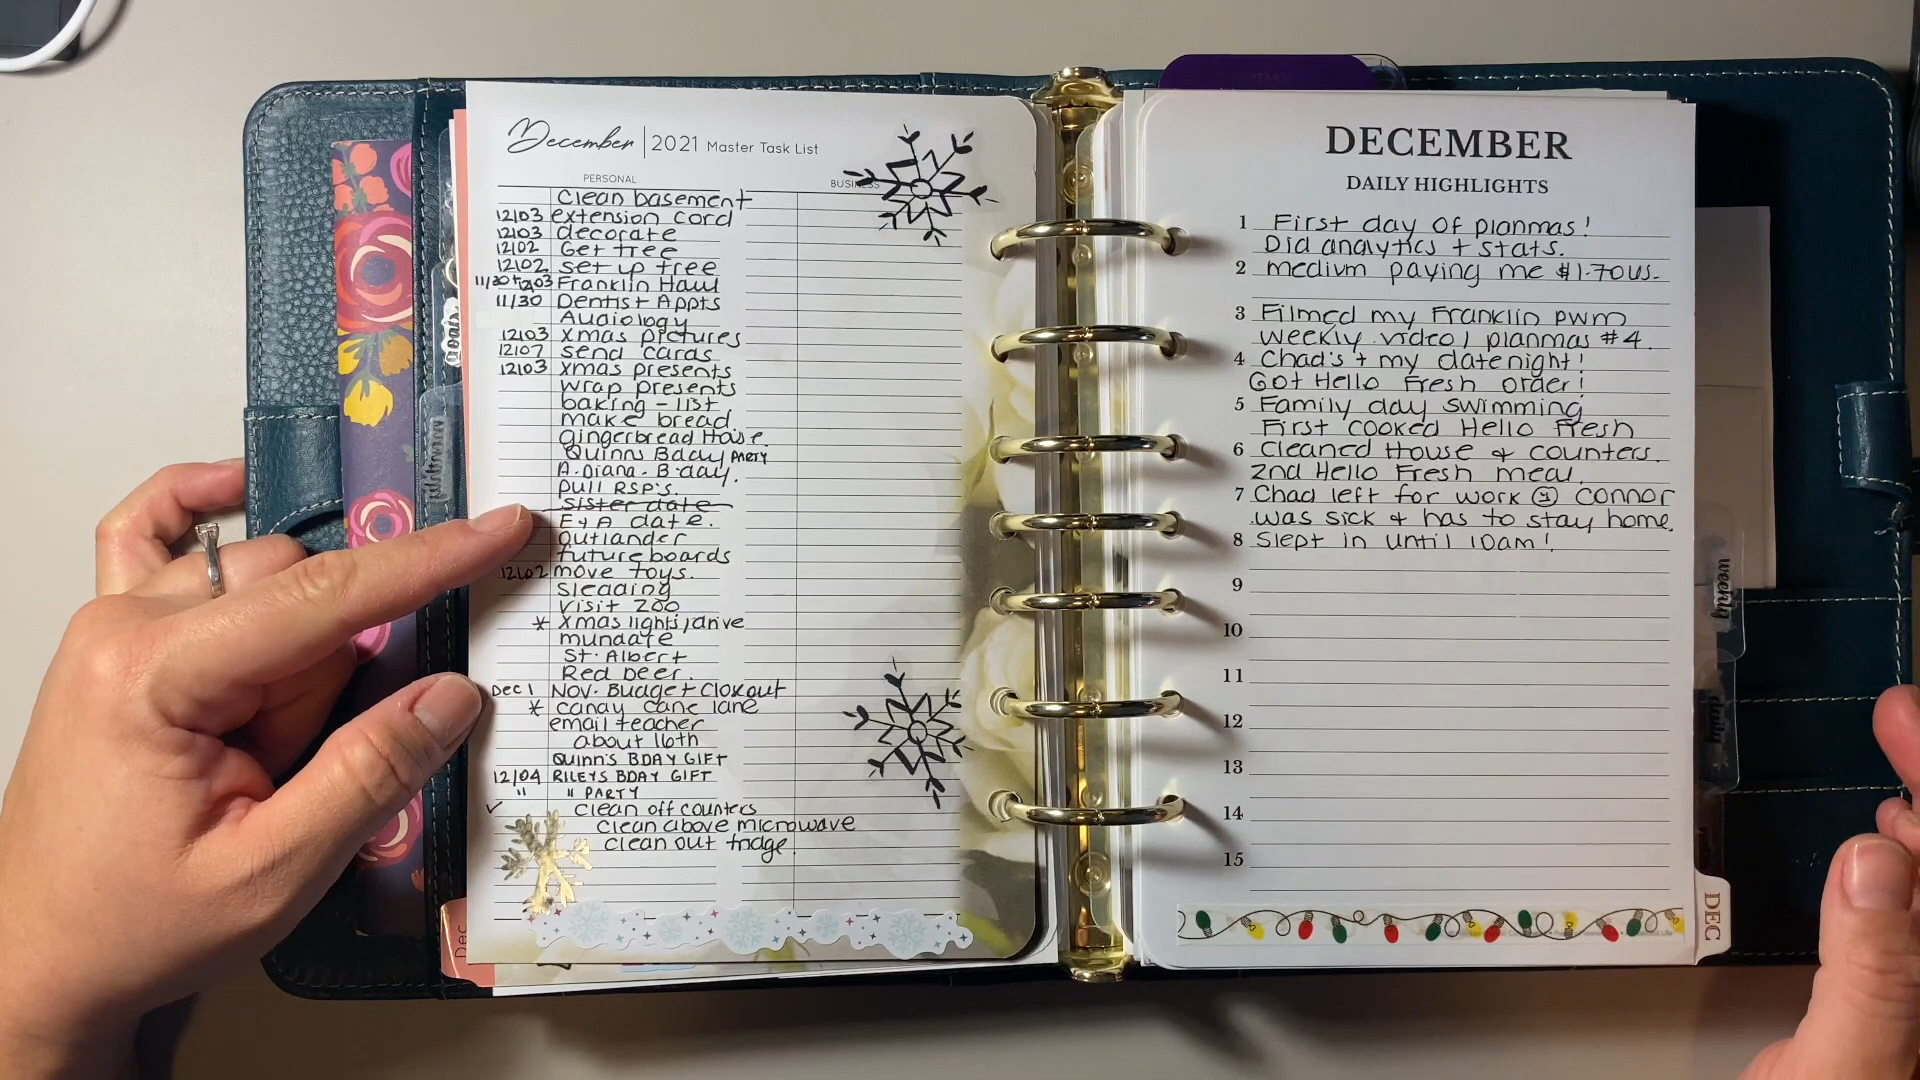 December | 2021 Master Task List
PERSONAL
BUSINESS
Clean basement
12/03 extension cord
12/03 decorate
12/02 Get tree
12/02 set up tree
11/30 + 12/03 Franklin Haul
11/30 Dentist Appts
Audiology
12/03 Xmas pictures
12/07 send cards
12/03 xmas presents
wrap presents
baking - list
make bread.
gingerbread House.
Quinns Bday PARTY
A. Diana. B-day.
pull RSP's.
sister date
E + A date.
outlander
future boards
12/02 move toys.
sledding
visit zoo
* Xmas lights/drive
mundare
St. Albert
Red Deer.
Dec 1 Nov. Budget Closeout
* candy cane lane
email teacher
about 16th
QUINN'S BDAY GIFT
12/04 RILEYS BDAY GIFT
" " PARTY
✓ clean off counters
clean above microwave
clean out fridge.
DECEMBER
DAILY HIGHLIGHTS
1 First day of planmas!
Did analytics + stats.
2 medium paying me $1.70 US.
3 Filmed my Franklin pwm
weekly video / planmas #4.
4 Chad's + my datenight!
Got Hello Fresh order!
5 Family day swimming
First cooked Hello Fresh
6 Cleaned House & counters.
2nd Hello Fresh meal.
7 Chad left for work ☹ Connor
was sick & has to stay home.
8 Slept in until 10am!
9
10
11
12
13
14
15
DEC
Dec
goals
weekly
daily